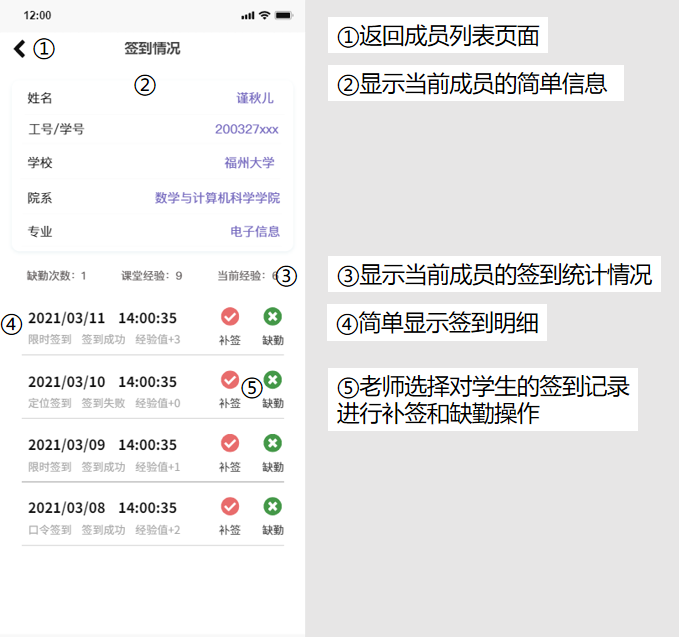 12:00
① 签到情况
②
姓名 谨秋儿
工号/学号 200327xxx
学校 福州大学
院系 数学与计算机科学学院
专业 电子信息
缺勤次数：1 课堂经验：9 当前经验：6 ③
④ 2021/03/11 14:00:35
限时签到 签到成功 经验值+3 补签 缺勤
2021/03/10 14:00:35 ⑤
定位签到 签到失败 经验值+0 补签 缺勤
2021/03/09 14:00:35
限时签到 签到成功 经验值+1 补签 缺勤
2021/03/08 14:00:35
口令签到 签到成功 经验值+2 补签 缺勤
①返回成员列表页面
②显示当前成员的简单信息
③显示当前成员的签到统计情况
④简单显示签到明细
⑤老师选择对学生的签到记录
进行补签和缺勤操作